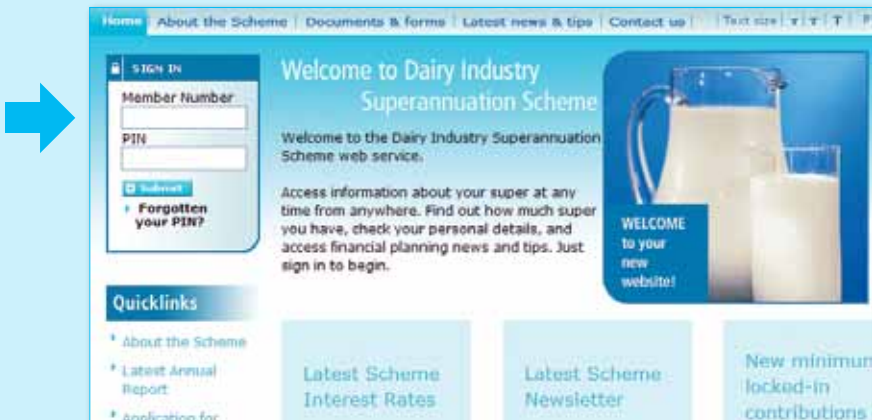 Home | About the Scheme | Documents & forms | Latest news & tips | Contact us | Text size | T | T | T
SIGN IN
Member Number
PIN
Submit
Forgotten
your PIN?
Welcome to Dairy Industry
Superannuation Scheme
Welcome to the Dairy Industry Superannuation
Scheme web service.
Access information about your super at any
time from anywhere. Find out how much super
you have, check your personal details, and
access financial planning news and tips. Just
sign in to begin.
WELCOME
to your
new
website!
Quicklinks
About the Scheme
Latest Annual
Report
Application for
Latest Scheme
Interest Rates
Latest Scheme
Newsletter
New minimum
locked-in
contributions